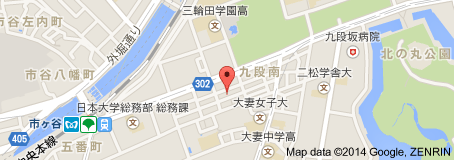 三輪田学園高
市谷左内町
外堀通り
九段坂病院
北の丸公園
九段南
市谷八幡町
302
二松学舎大
市ヶ谷
日本大学総務部 総務課
大妻女子大
405
五番町
大妻中学高
中央本線
Map data ©2014 Google, ZENRIN